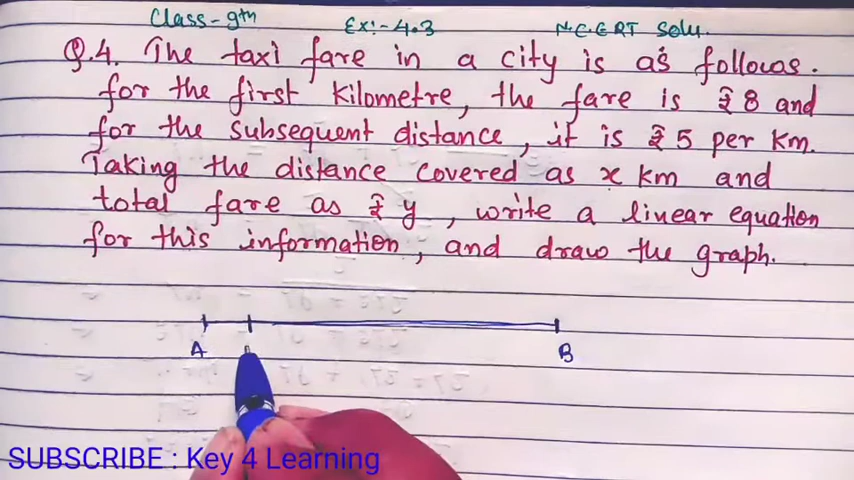 Class-9th Ex:-4.3 N.C.E.R.T Solu.
Q.4. The taxi fare in a city is as follows.
for the first Kilometre, the fare is ₹8 and
for the subsequent distance, it is ₹5 per Km.
Taking the distance covered as x km and
total fare as ₹y, write a linear equation
for this information, and draw the graph.
A B
SUBSCRIBE : Key 4 Learning